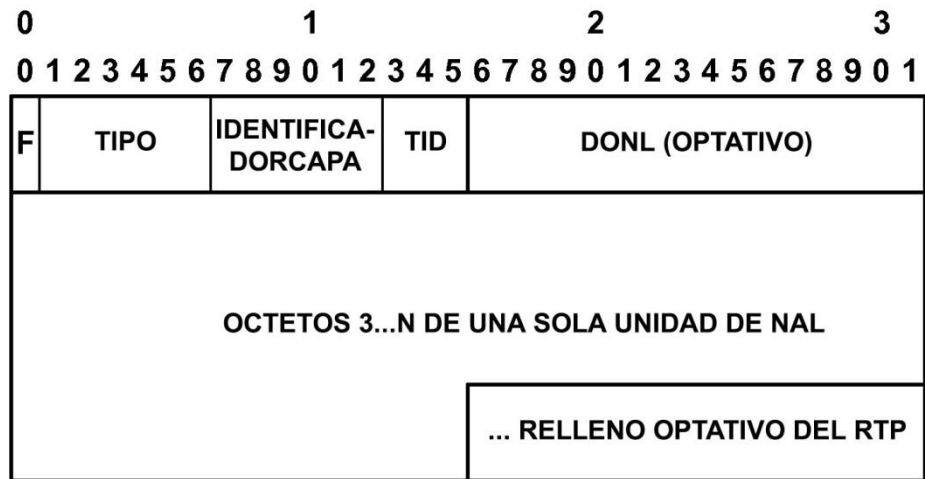 0 1 2 3
0 1 2 3 4 5 6 7 8 9 0 1 2 3 4 5 6 7 8 9 0 1 2 3 4 5 6 7 8 9 0 1
F TIPO IDENTIFICA- TID DONL (OPTATIVO)
DORCAPA
OCTETOS 3...N DE UNA SOLA UNIDAD DE NAL
... RELLENO OPTATIVO DEL RTP